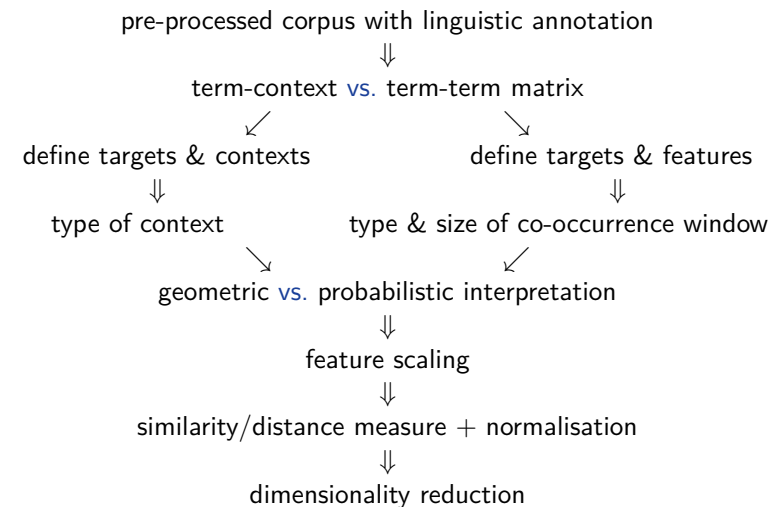 pre-processed corpus with linguistic annotation
⇓
term-context vs. term-term matrix
↙ ↘
define targets & contexts define targets & features
⇓ ⇓
type of context type & size of co-occurrence window
↘ ↙
geometric vs. probabilistic interpretation
⇓
feature scaling
⇓
similarity/distance measure + normalisation
⇓
dimensionality reduction